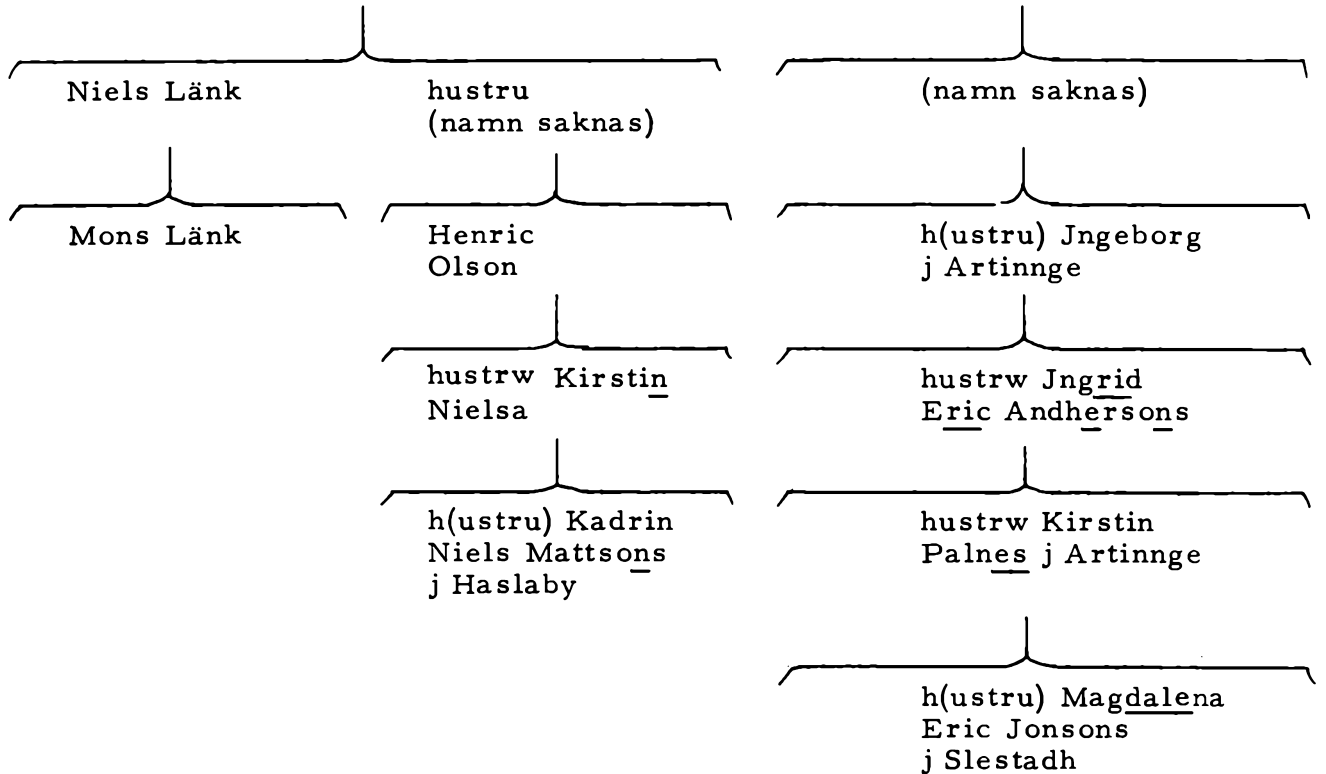 Niels Länk
hustru
(namn saknas)
(namn saknas)
Mons Länk
Henric
Olson
h(ustru) Jngeborg
j Artinnge
hustrw Kirstin
Nielsa
hustrw Jngrid
Eric Andhersons
h(ustru) Kadrin
Niels Mattsons
j Haslaby
hustrw Kirstin
Palnes j Artinnge
h(ustru) Magdalena
Eric Jonsons
j Slestadh